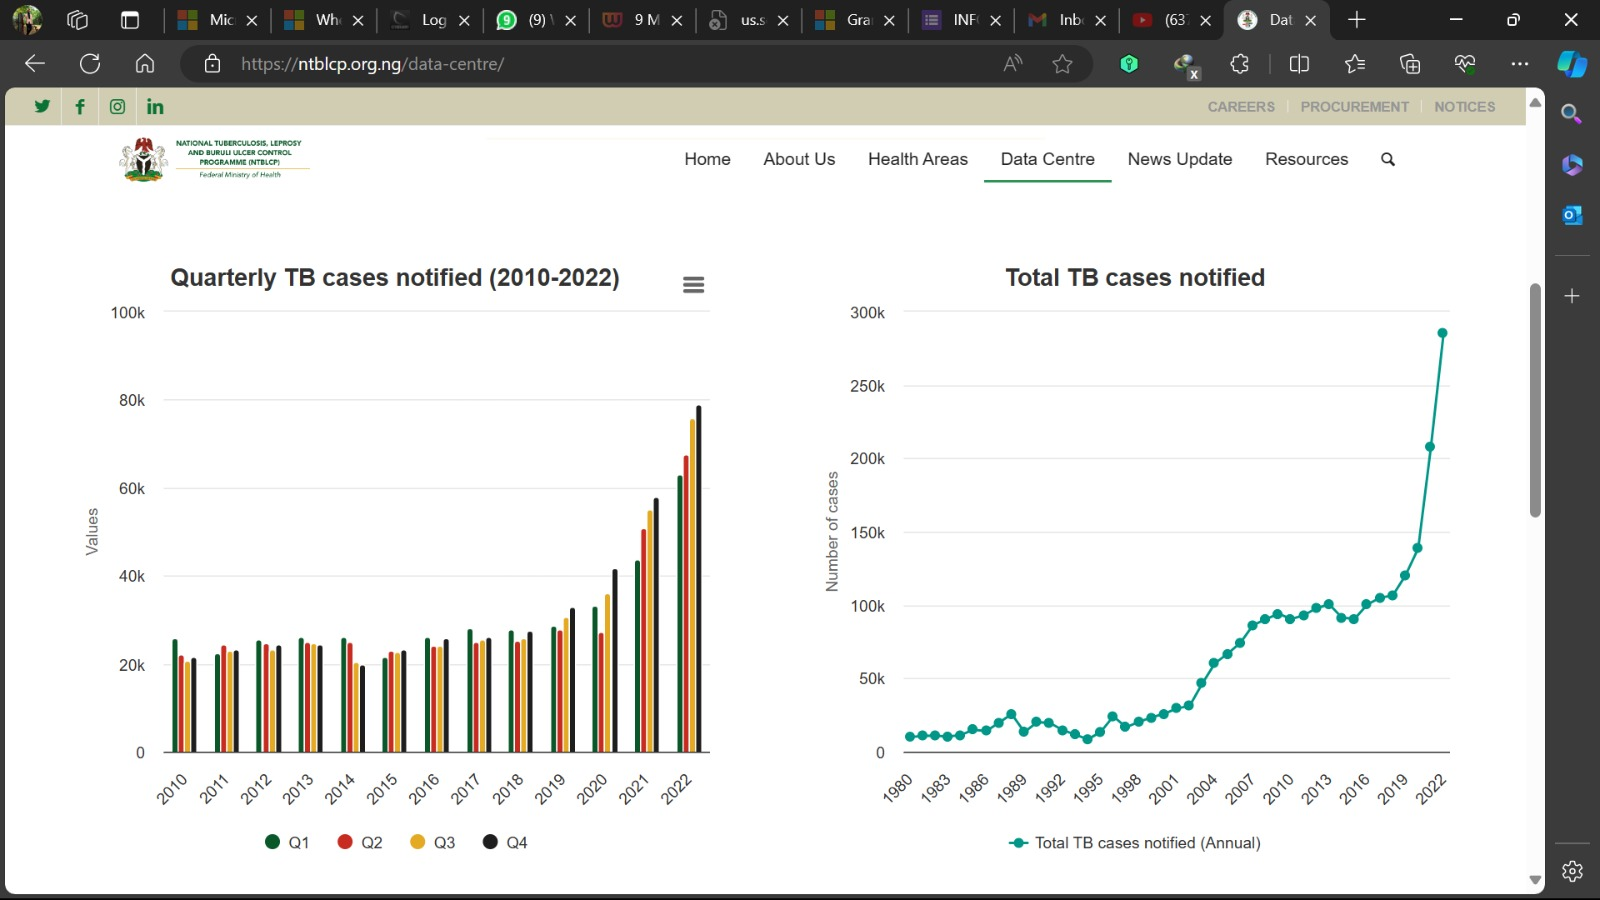 Mic
Wh
Log
(9)
9 M
us.s
Gra
INF
Inb
(63
Dat
https://ntblcp.org.ng/data-centre/
CAREERS
PROCUREMENT
NOTICES
NATIONAL TUBERCULOSIS, LEPROSY
AND BURULI ULCER CONTROL
PROGRAMME (NTBLCP)
Federal Ministry of Health
Home
About Us
Health Areas
Data Centre
News Update
Resources
Quarterly TB cases notified (2010-2022)
100k
80k
60k
40k
20k
0
Values
2010
2011
2012
2013
2014
2015
2016
2017
2018
2019
2020
2021
2022
Q1
Q2
Q3
Q4
Total TB cases notified
300k
250k
200k
150k
100k
50k
0
Number of cases
1980
1983
1986
1989
1992
1995
1998
2001
2004
2007
2010
2013
2016
2019
2022
Total TB cases notified (Annual)